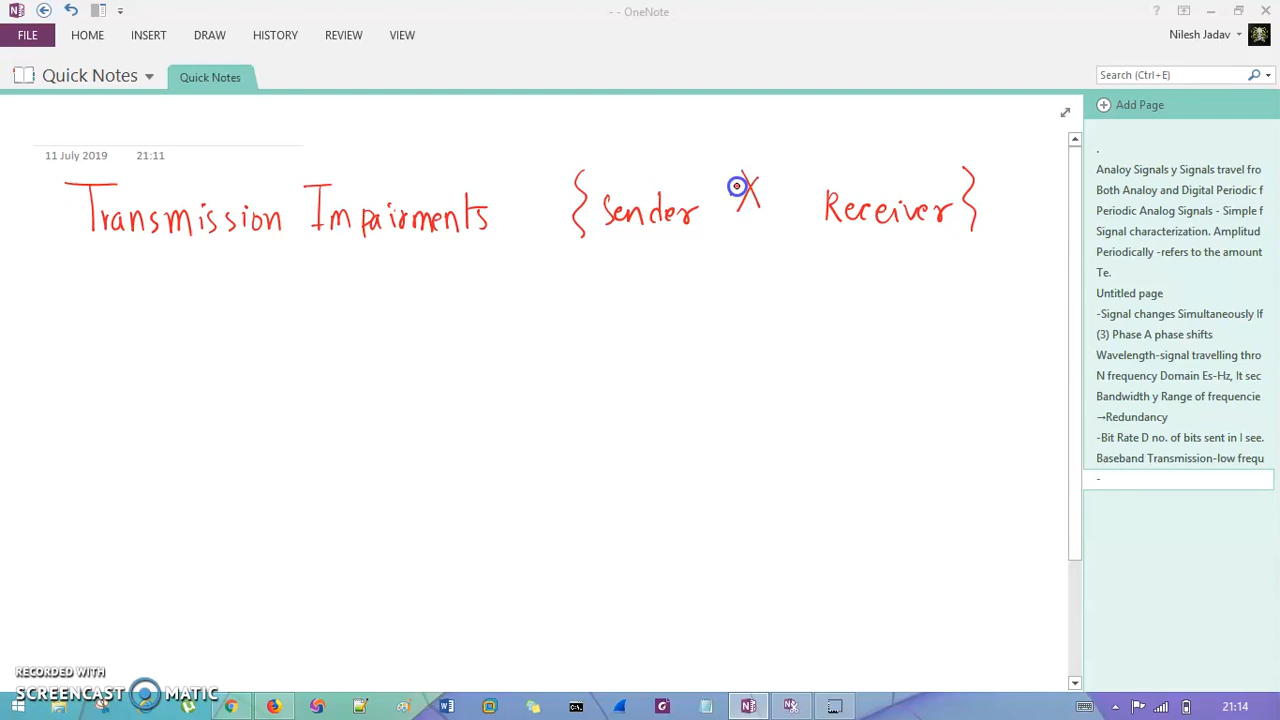 - - OneNote
FILE HOME INSERT DRAW HISTORY REVIEW VIEW
Nilesh Jadav
Quick Notes
Quick Notes
Search (Ctrl+E)
Add Page
11 July 2019 21:11
Transmission Impairments { Sender X Receiver }
.
Analoy Signals y Signals travel fro
Both Analoy and Digital Periodic f
Periodic Analog Signals - Simple f
Signal characterization. Amplitud
Periodically -refers to the amount
Te.
Untitled page
-Signal changes Simultaneously If
(3) Phase A phase shifts
Wavelength-signal travelling thro
N frequency Domain Es-Hz, It sec
Bandwidth y Range of frequencie
→Redundancy
-Bit Rate D no. of bits sent in I see.
Baseband Transmission-low frequ
-
RECORDED WITH
SCREENCAST MATIC
21:14